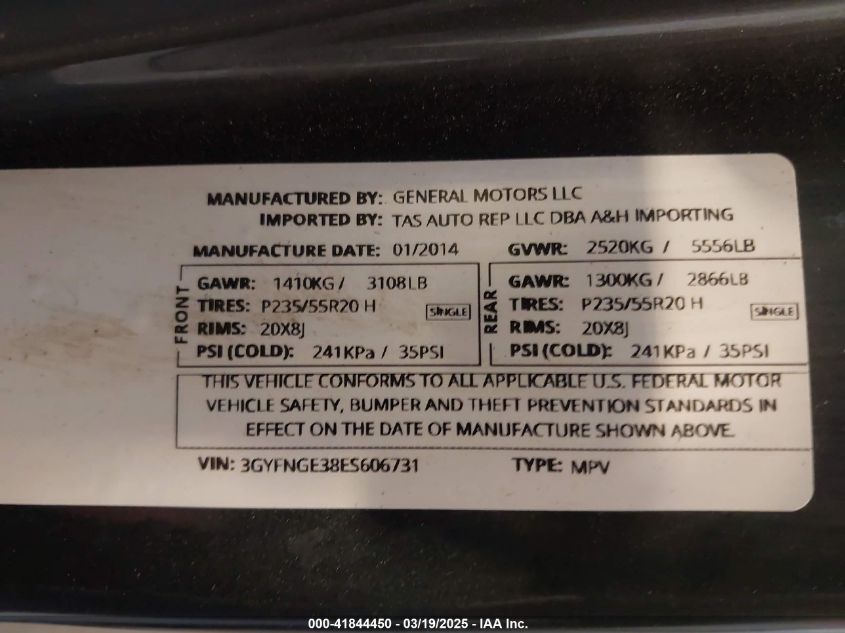 MANUFACTURED BY: GENERAL MOTORS LLC
IMPORTED BY: TAS AUTO REP LLC DBA A&H IMPORTING
MANUFACTURE DATE: 01/2014 GVWR: 2520KG / 5556LB
FRONT
GAWR: 1410KG / 3108LB
TIRES: P235/55R20 H SINGLE
RIMS: 20X8J
PSI (COLD): 241KPa / 35PSI
REAR
GAWR: 1300KG / 2866LB
TIRES: P235/55R20 H SINGLE
RIMS: 20X8J
PSI (COLD): 241KPa / 35PSI
THIS VEHICLE CONFORMS TO ALL APPLICABLE U.S. FEDERAL MOTOR
VEHICLE SAFETY, BUMPER AND THEFT PREVENTION STANDARDS IN
EFFECT ON THE DATE OF MANUFACTURE SHOWN ABOVE.
VIN: 3GYFNGE38ES606731 TYPE: MPV
000-41844450 - 03/19/2025 - IAA Inc.